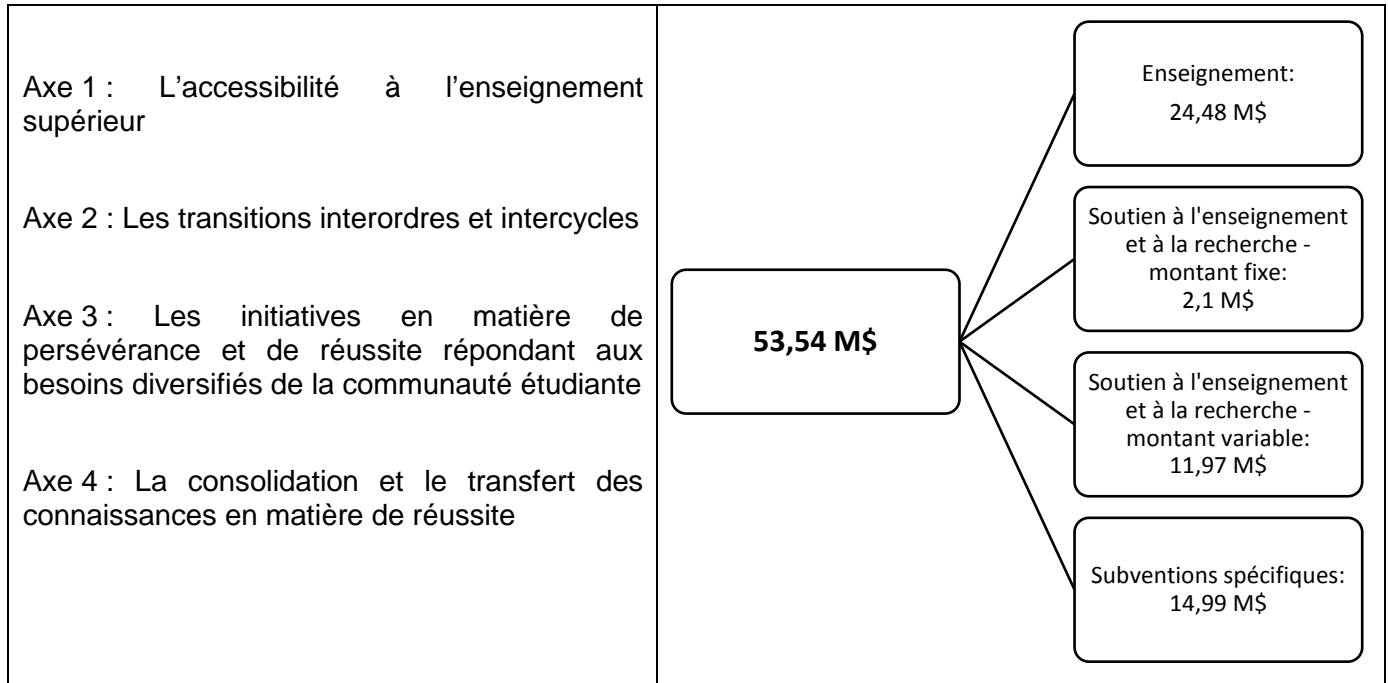 Axe 1 : L’accessibilité à l’enseignement
supérieur
Axe 2 : Les transitions interordres et intercycles
Axe 3 : Les initiatives en matière de
persévérance et de réussite répondant aux
besoins diversifiés de la communauté étudiante
Axe 4 : La consolidation et le transfert des
connaissances en matière de réussite
53,54 M$
Enseignement:
24,48 M$
Soutien à l'enseignement
et à la recherche -
montant fixe:
2,1 M$
Soutien à l'enseignement
et à la recherche -
montant variable:
11,97 M$
Subventions spécifiques:
14,99 M$